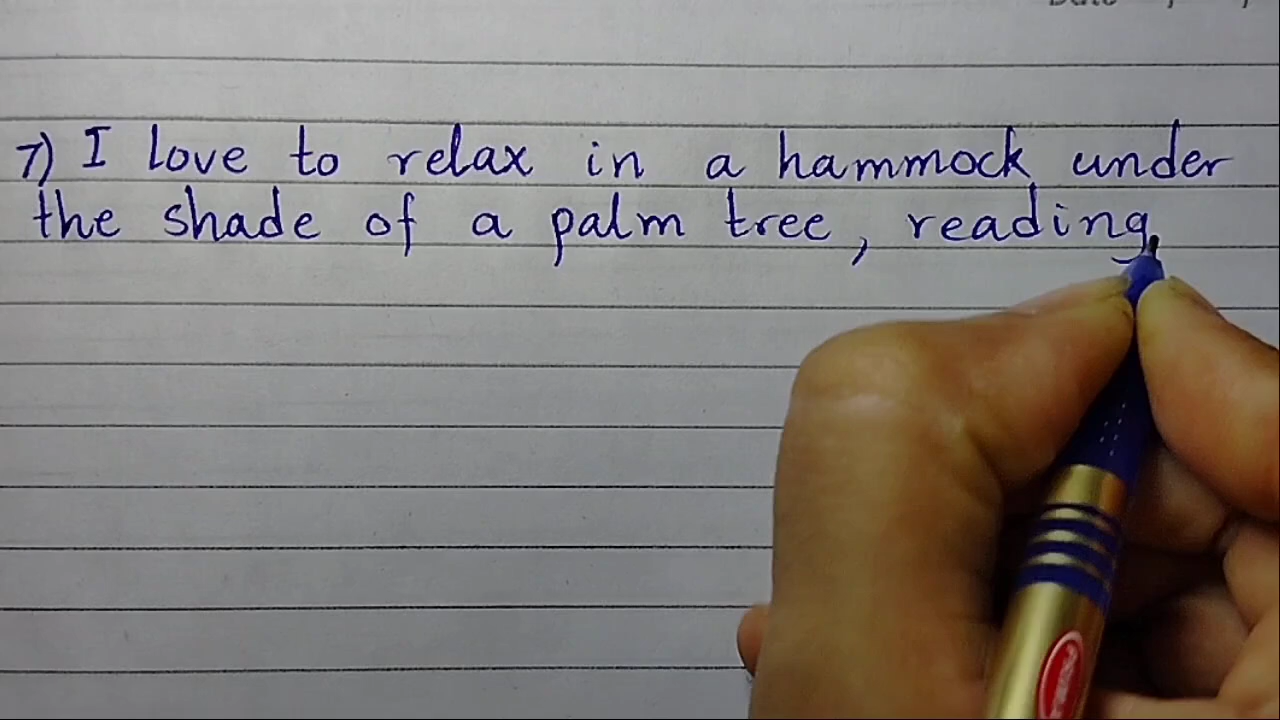 7) I love to relax in a hammock under
the shade of a palm tree, reading